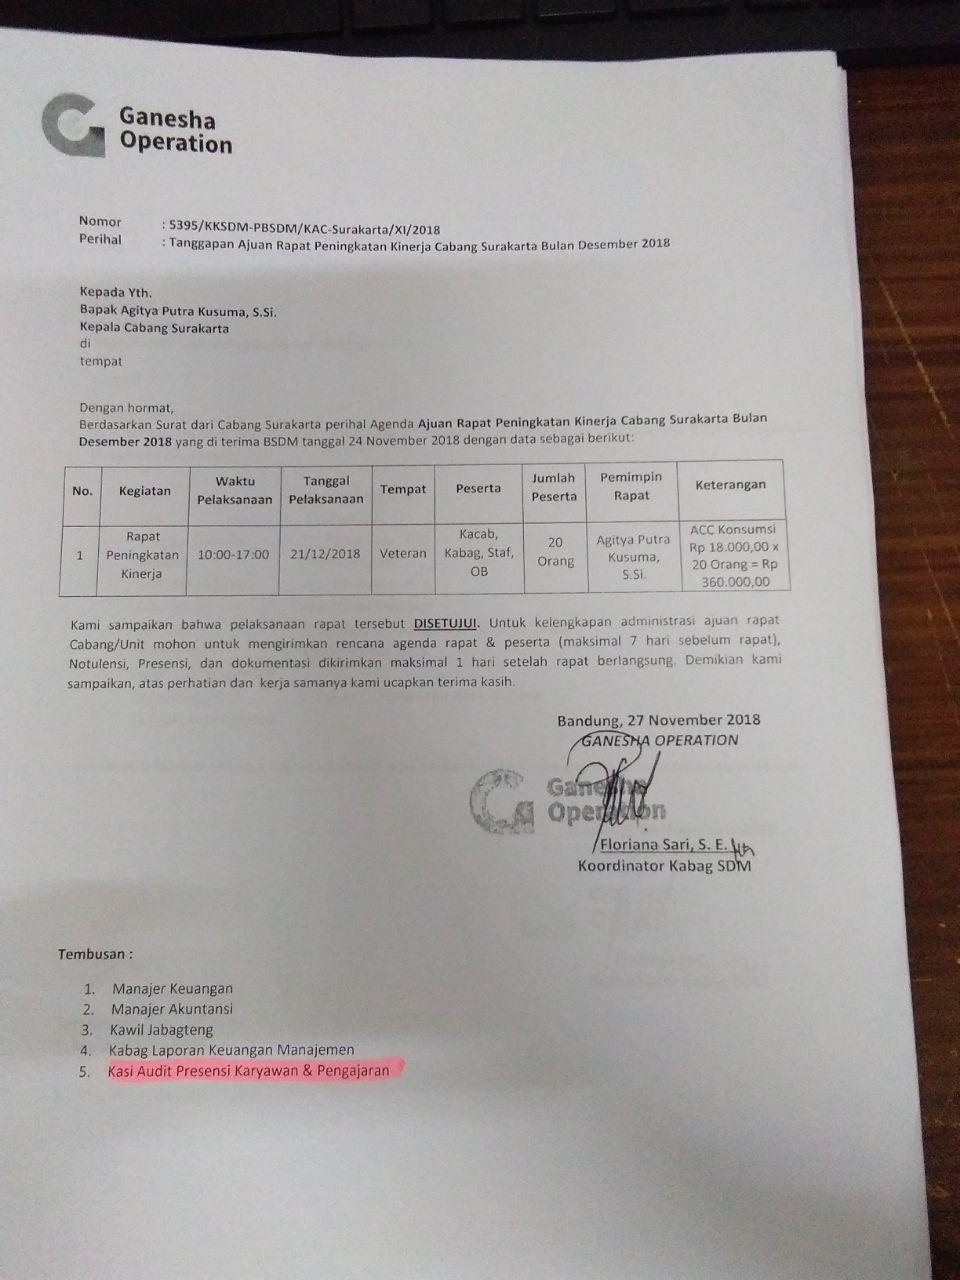 Ganesha
Operation
Nomor : 5395/KKSDM-PBSDM/KAC-Surakarta/XI/2018
Perihal : Tanggapan Ajuan Rapat Peningkatan Kinerja Cabang Surakarta Bulan Desember 2018
Kepada Yth.
Bapak Agitya Putra Kusuma, S.Si.
Kepala Cabang Surakarta
di
tempat
Dengan hormat,
Berdasarkan Surat dari Cabang Surakarta perihal Agenda Ajuan Rapat Peningkatan Kinerja Cabang Surakarta Bulan
Desember 2018 yang di terima BSDM tanggal 24 November 2018 dengan data sebagai berikut:
No. Kegiatan Waktu Pelaksanaan Tanggal Pelaksanaan Tempat Peserta Jumlah Peserta Pemimpin Rapat Keterangan
1 Rapat Peningkatan Kinerja 10:00-17:00 21/12/2018 Veteran Kacab, Kabag, Staf, OB 20 Orang Agitya Putra Kusuma, S.Si. ACC Konsumsi Rp 18.000,00 x 20 Orang = Rp 360.000,00
Kami sampaikan bahwa pelaksanaan rapat tersebut DISETUJUI. Untuk kelengkapan administrasi ajuan rapat
Cabang/Unit mohon untuk mengirimkan rencana agenda rapat & peserta (maksimal 7 hari sebelum rapat),
Notulensi, Presensi, dan dokumentasi dikirimkan maksimal 1 hari setelah rapat berlangsung. Demikian kami
sampaikan, atas perhatian dan kerja samanya kami ucapkan terima kasih.
Bandung, 27 November 2018
GANESHA OPERATION
Ganesha
Operation
Floriana Sari, S. E.
Koordinator Kabag SDM
Tembusan :
1. Manajer Keuangan
2. Manajer Akuntansi
3. Kawil Jabagteng
4. Kabag Laporan Keuangan Manajemen
5. Kasi Audit Presensi Karyawan & Pengajaran